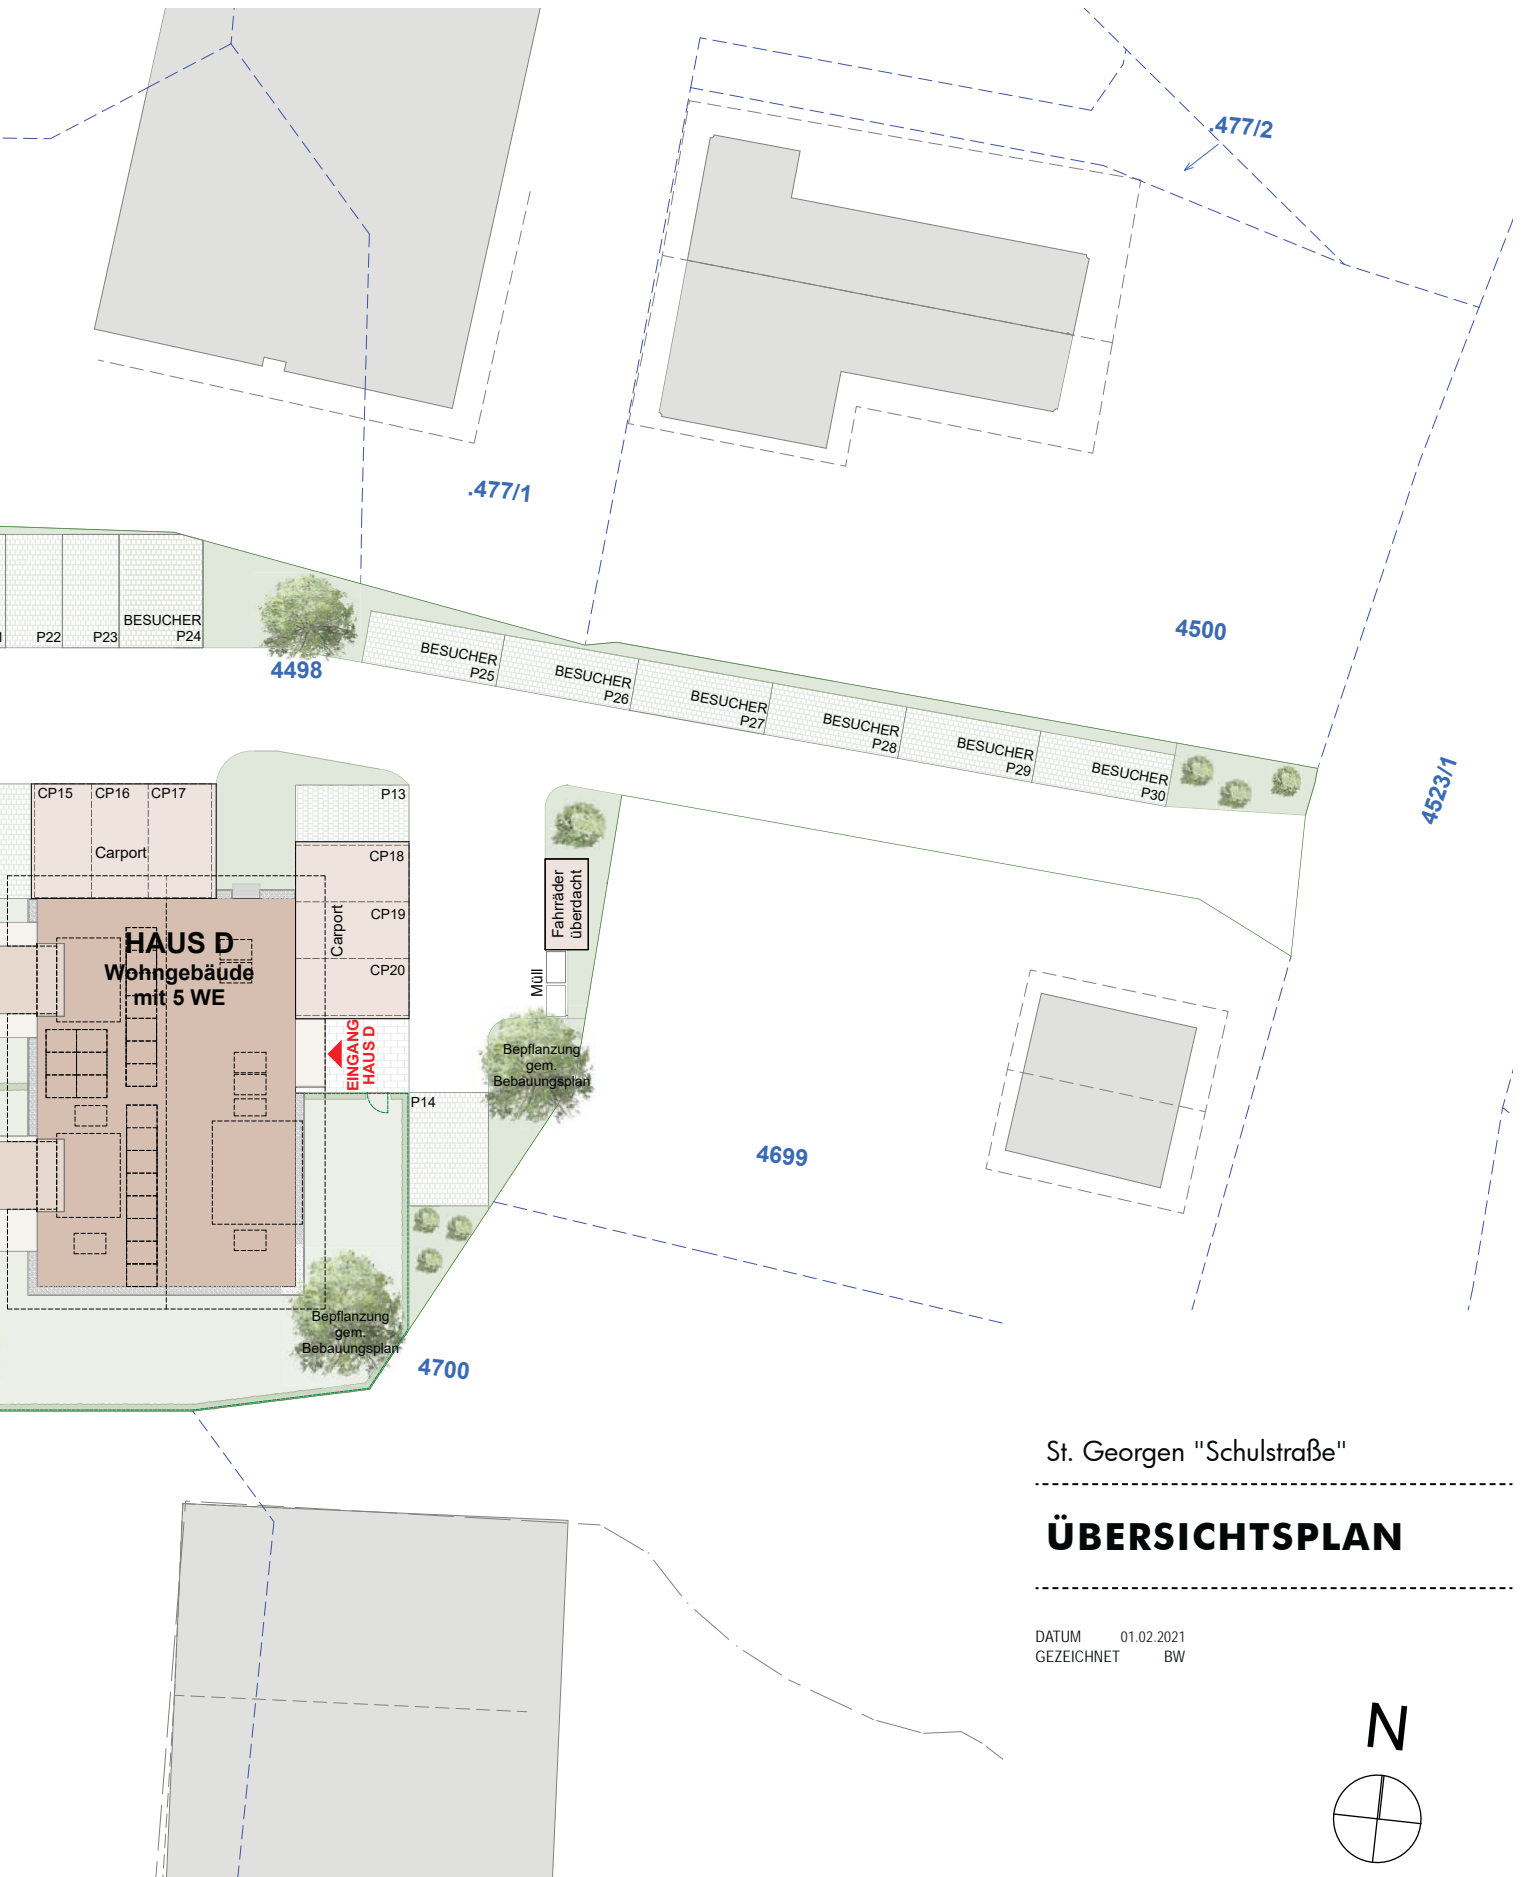 .477/2
.477/1
4500
P22
P23
BESUCHER
P24
4498
BESUCHER
P25
BESUCHER
P26
BESUCHER
P27
BESUCHER
P28
BESUCHER
P29
BESUCHER
P30
4523/1
CP15
CP16
CP17
Carport
P13
CP18
CP19
CP20
Carport
Fahrräder
überdacht
Müll
HAUS D
Wohngebäude
mit 5 WE
EINGANG
HAUS D
Bepflanzung
gem.
Bebauungsplan
P14
4699
Bepflanzung
gem.
Bebauungsplan
4700
St. Georgen "Schulstraße"
ÜBERSICHTSPLAN
DATUM 01.02.2021
GEZEICHNET BW
N